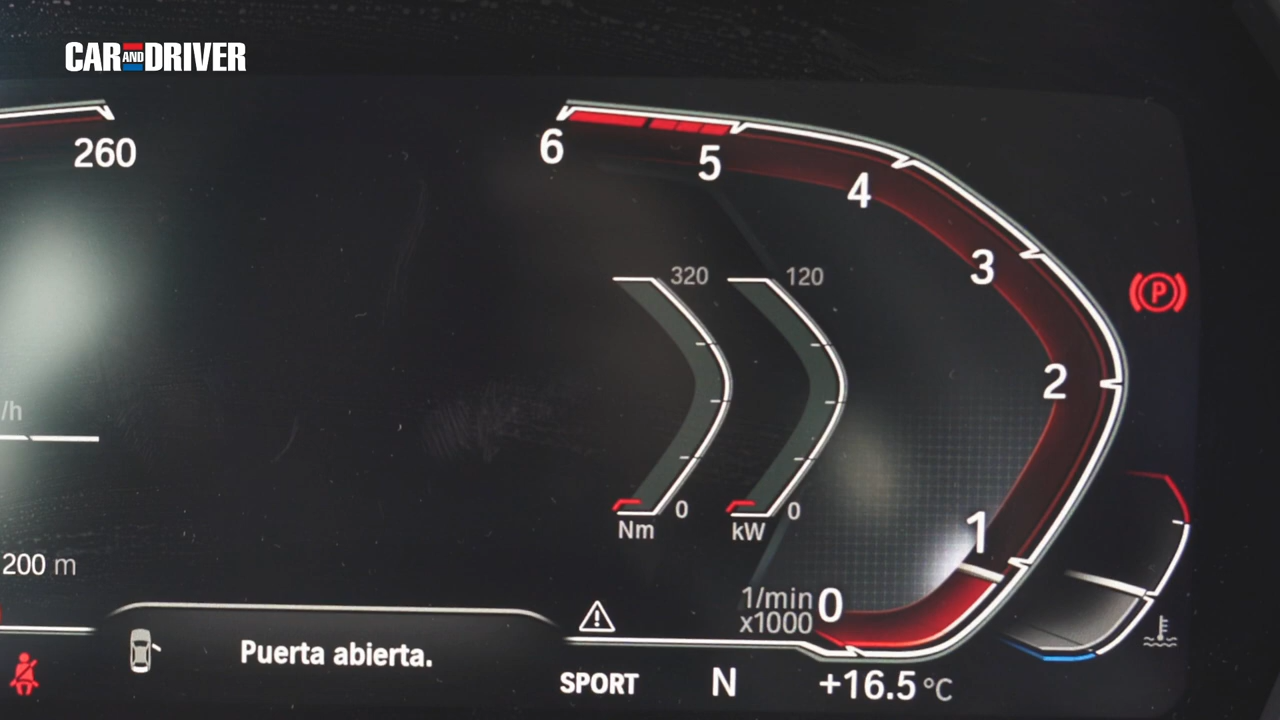 CAR AND DRIVER
260
6
5
4
3
2
1
0
320
120
0
0
Nm
kW
/h
1/min
x1000
200 m
Puerta abierta.
SPORT
N
+16.5 °C
P